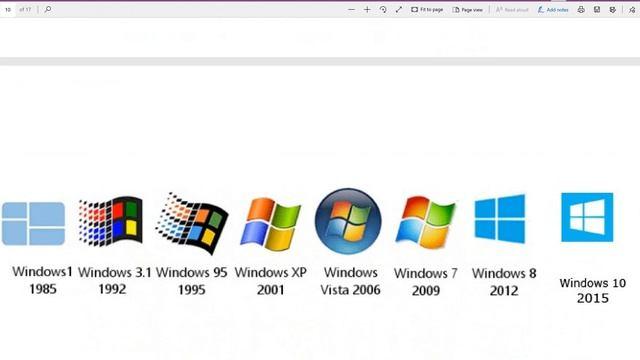 10 of 17 Fit to page Page view Read aloud Add notes
Windows1 Windows 3.1 Windows 95 Windows XP Windows Windows 7 Windows 8 Windows 10
1985 1992 1995 2001 Vista 2006 2009 2012 2015